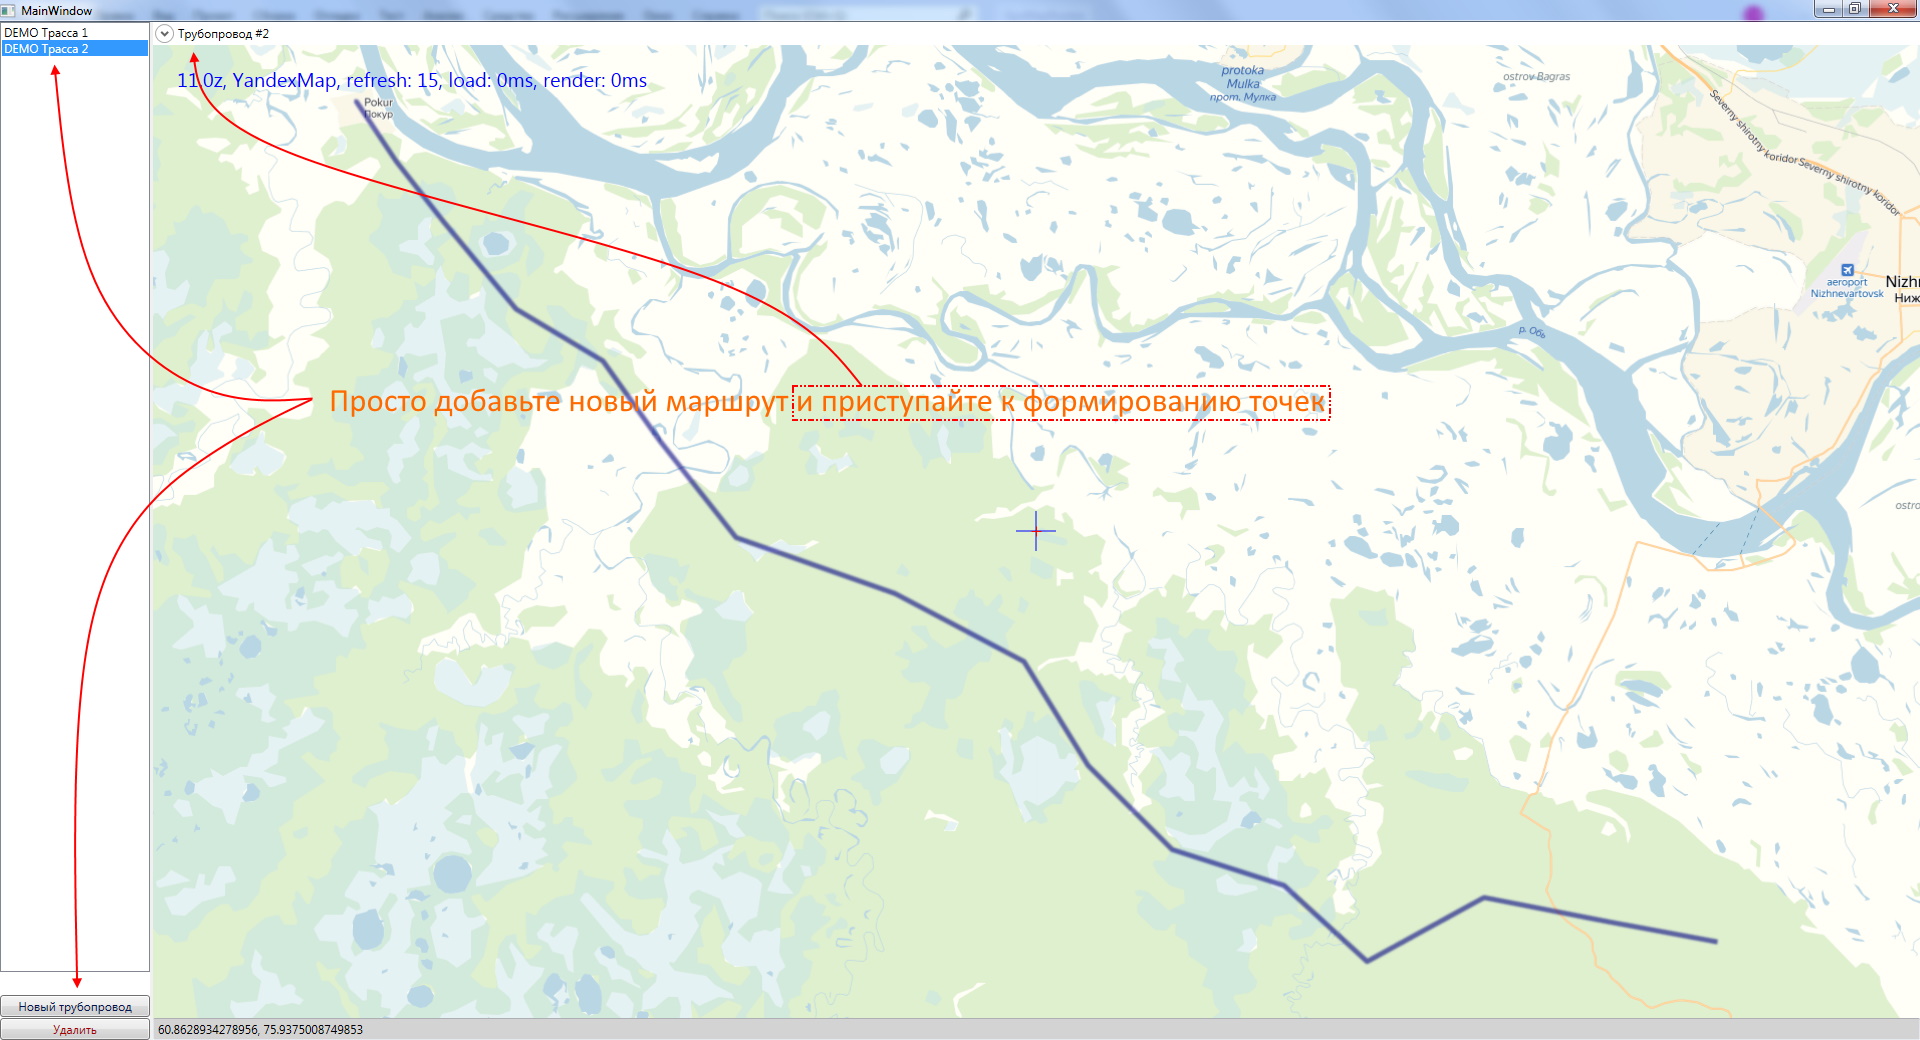 MainWindow
DEMO Трасса 1
DEMO Трасса 2
Трубопровод #2
11.0z, YandexMap, refresh: 15, load: 0ms, render: 0ms
Pokur
Покур
protoka
Mulka
прот. Мулка
ostrov Bagras
Severny shirotny koridor
Severny shirotny koridor
aeroport
Nizhnevartovsk
Nizhn
Ниж
р. Обь
Просто добавьте новый маршрут и приступайте к формированию точек
ostro
Новый трубопровод
Удалить
60.8628934278956, 75.9375008749853